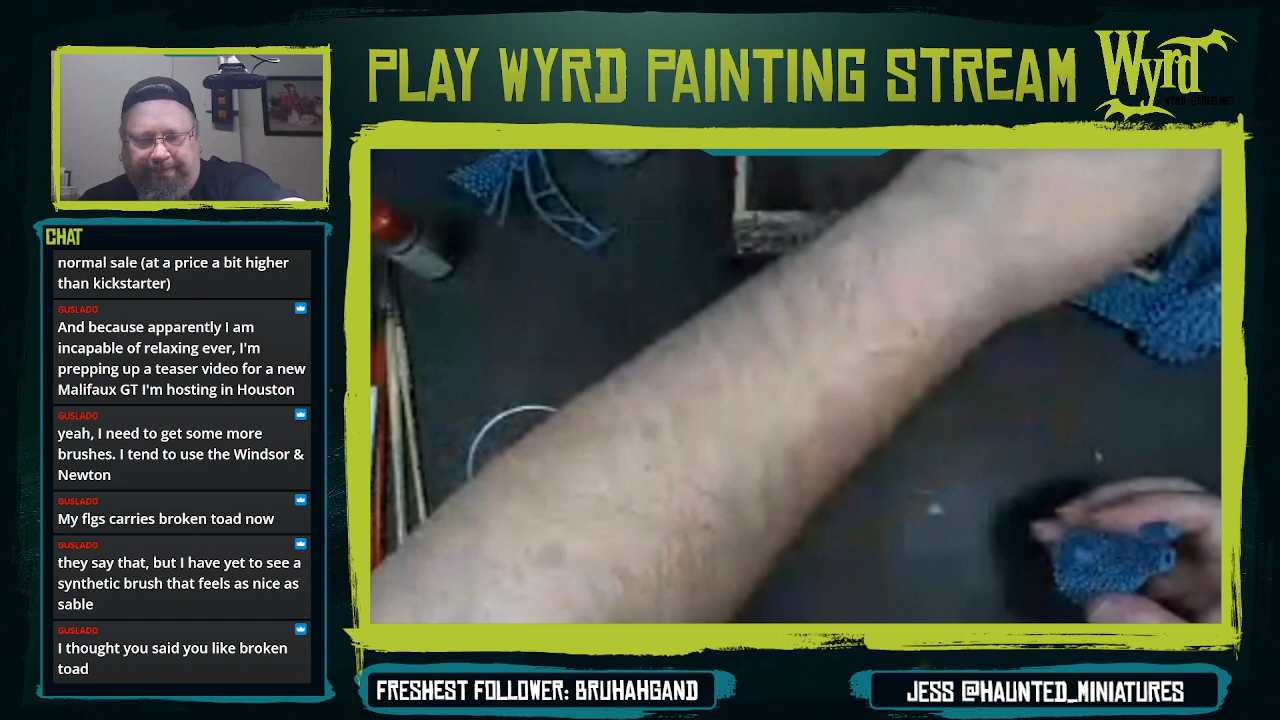 PLAY WYRD PAINTING STREAM
Wyrd
WYRD-GAMES.NET
CHAT
normal sale (at a price a bit higher
than kickstarter)
GUSLADO
And because apparently I am
incapable of relaxing ever, I'm
prepping up a teaser video for a new
Malifaux GT I'm hosting in Houston
GUSLADO
yeah, I need to get some more
brushes. I tend to use the Windsor &
Newton
GUSLADO
My flgs carries broken toad now
GUSLADO
they say that, but I have yet to see a
synthetic brush that feels as nice as
sable
GUSLADO
I thought you said you like broken
toad
FRESHEST FOLLOWER: BRUHAHGAND
JESS @HAUNTED_MINIATURES